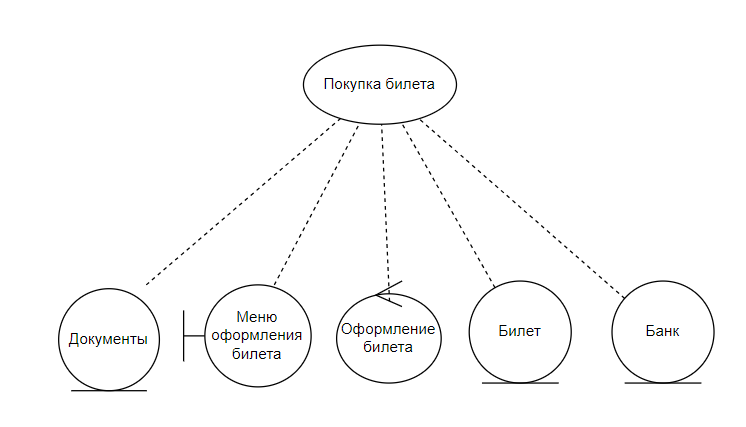 Покупка билета
Документы
Меню
оформления
билета
Оформление
билета
Билет
Банк